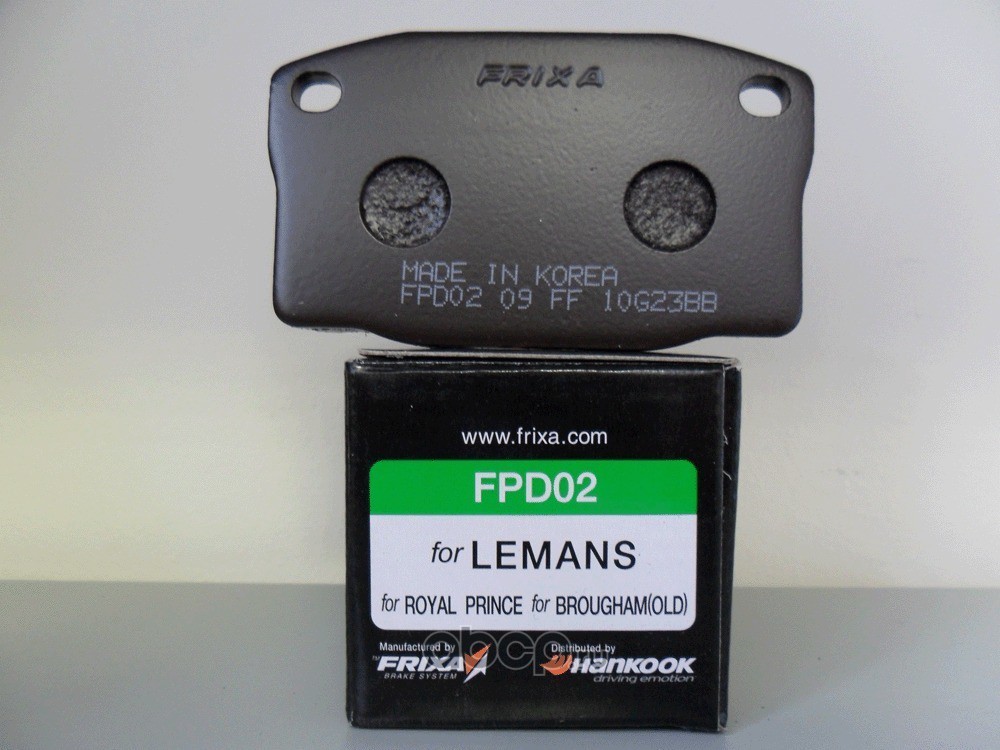 FRIXA
MADE IN KOREA
FPD02 09 FF 10G23BB
www.frixa.com
FPD02
for LEMANS
for ROYAL PRINCE for BROUGHAM(OLD)
Manufactured by
™FRIXA
BRAKE SYSTEM
Distributed by
HANKOOK
driving emotion